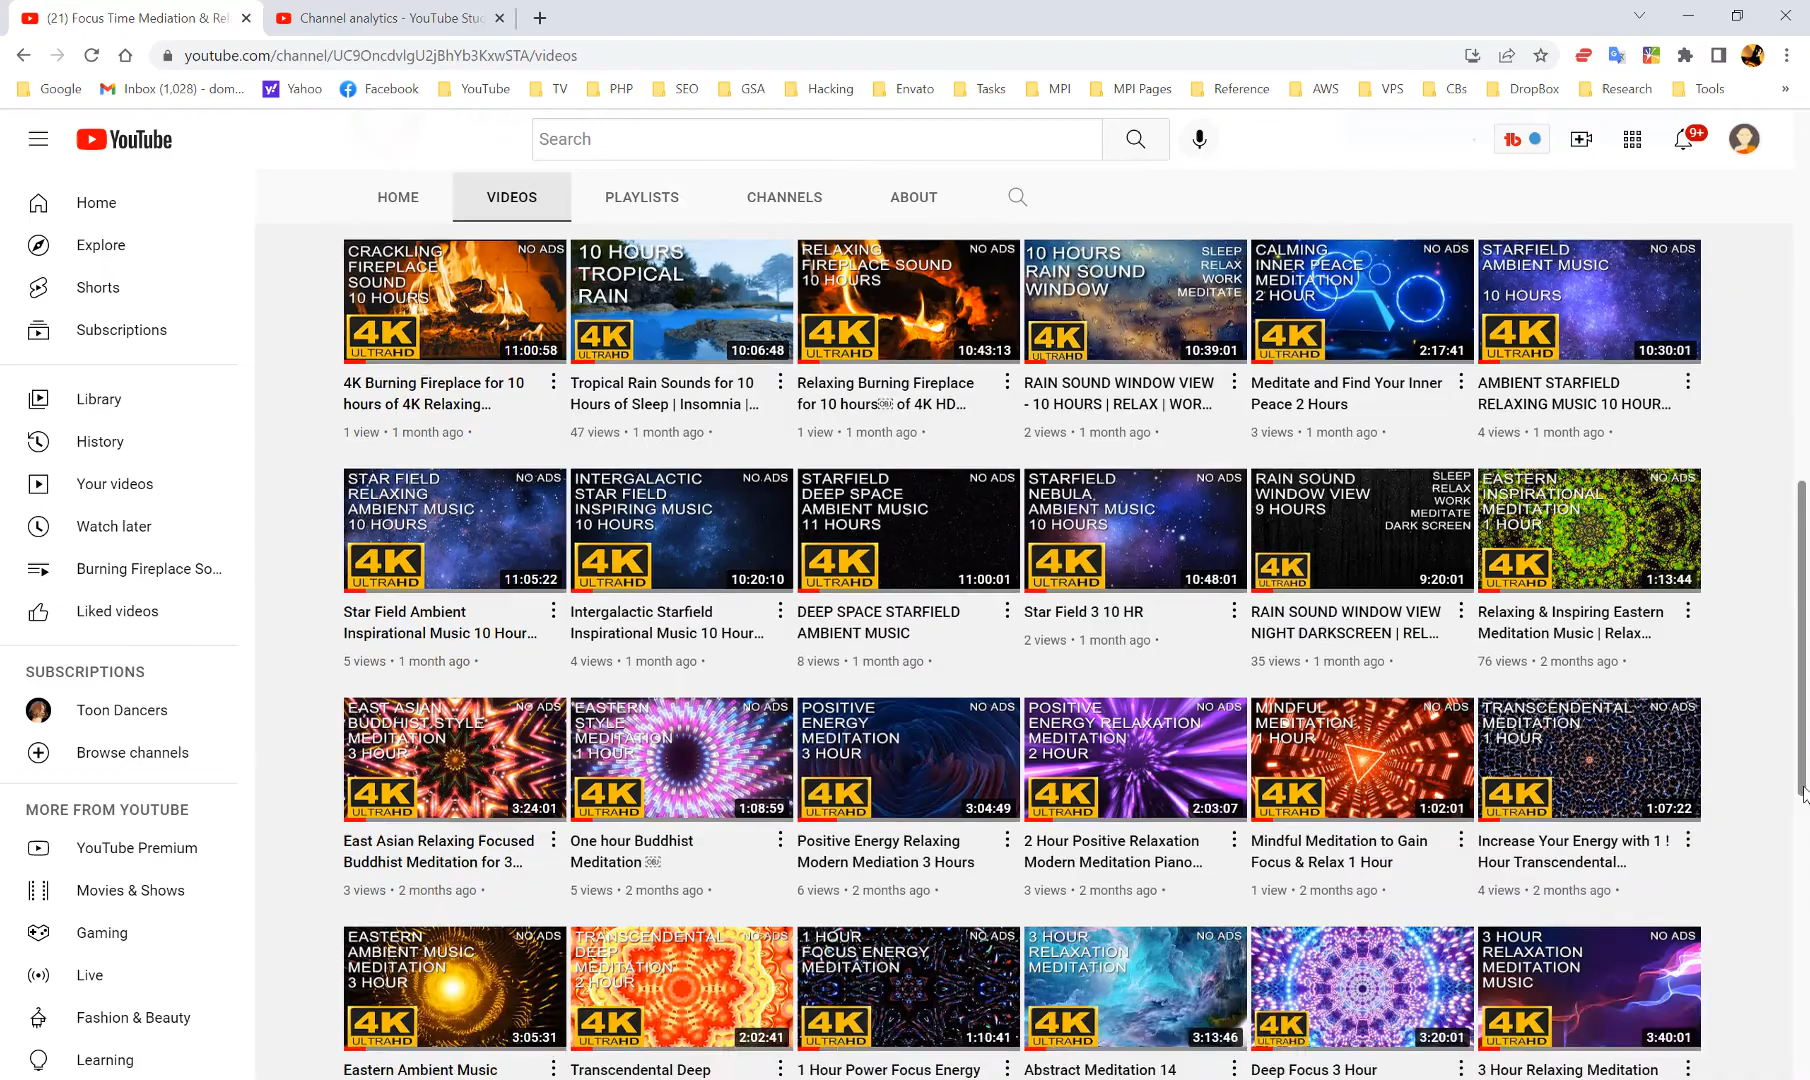 (21) Focus Time Mediation & Rel
Channel analytics - YouTube Stud
youtube.com/channel/UC9OncdvlgU2jBhYb3KxwSTA/videos
Google
Inbox (1,028) - dom...
Yahoo
Facebook
YouTube
TV
PHP
SEO
GSA
Hacking
Envato
Tasks
MPI
MPI Pages
Reference
AWS
VPS
CBs
DropBox
Research
Tools
»
YouTube
Search
9+
HOME
VIDEOS
PLAYLISTS
CHANNELS
ABOUT
Home
Explore
Shorts
Subscriptions
Library
History
Your videos
Watch later
Burning Fireplace So...
Liked videos
SUBSCRIPTIONS
Toon Dancers
Browse channels
MORE FROM YOUTUBE
YouTube Premium
Movies & Shows
Gaming
Live
Fashion & Beauty
Learning
CRACKLING
FIREPLACE
SOUND
10 HOURS
NO ADS
4K
ULTRAHD
11:00:58
4K Burning Fireplace for 10
hours of 4K Relaxing...
1 view • 1 month ago •
10 HOURS
TROPICAL
RAIN
4K
ULTRAHD
10:06:48
Tropical Rain Sounds for 10
Hours of Sleep | Insomnia |...
47 views • 1 month ago •
RELAXING
FIREPLACE SOUND
10 HOURS
NO ADS
4K
ULTRAHD
10:43:13
Relaxing Burning Fireplace
for 10 hours of 4K HD...
1 view • 1 month ago •
10 HOURS
RAIN SOUND
WINDOW
SLEEP
RELAX
WORK
MEDITATE
4K
ULTRAHD
10:39:01
RAIN SOUND WINDOW VIEW
- 10 HOURS | RELAX | WOR...
2 views • 1 month ago •
CALMING
INNER PEACE
MEDITATION
2 HOUR
NO ADS
4K
ULTRAHD
2:17:41
Meditate and Find Your Inner
Peace 2 Hours
3 views • 1 month ago •
STARFIELD
AMBIENT MUSIC
10 HOURS
NO ADS
4K
ULTRAHD
10:30:01
AMBIENT STARFIELD
RELAXING MUSIC 10 HOUR...
4 views • 1 month ago •
STAR FIELD
RELAXING
AMBIENT MUSIC
10 HOURS
NO ADS
4K
ULTRAHD
11:05:22
Star Field Ambient
Inspirational Music 10 Hour...
5 views • 1 month ago •
INTERGALACTIC
STAR FIELD
INSPIRING MUSIC
10 HOURS
NO ADS
4K
ULTRAHD
10:20:10
Intergalactic Starfield
Inspirational Music 10 Hour...
4 views • 1 month ago •
STARFIELD
DEEP SPACE
AMBIENT MUSIC
11 HOURS
NO ADS
4K
ULTRAHD
11:00:01
DEEP SPACE STARFIELD
AMBIENT MUSIC
8 views • 1 month ago •
STARFIELD
NEBULA
AMBIENT MUSIC
10 HOURS
NO ADS
4K
ULTRAHD
10:48:01
Star Field 3 10 HR
2 views • 1 month ago •
RAIN SOUND
WINDOW VIEW
9 HOURS
SLEEP
RELAX
WORK
MEDITATE
DARK SCREEN
4K
ULTRAHD
9:20:01
RAIN SOUND WINDOW VIEW
NIGHT DARKSCREEN | REL...
35 views • 1 month ago •
EASTERN
INSPIRATIONAL
MEDITATION
1 HOUR
NO ADS
4K
ULTRAHD
1:13:44
Relaxing & Inspiring Eastern
Meditation Music | Relax...
76 views • 2 months ago •
EAST ASIAN
BUDDHIST STYLE
MEDITATION
3 HOUR
NO ADS
4K
ULTRAHD
3:24:01
East Asian Relaxing Focused
Buddhist Meditation for 3...
3 views • 2 months ago •
EASTERN
STYLE
MEDITATION
1 HOUR
NO ADS
4K
ULTRAHD
1:08:59
One hour Buddhist
Meditation
5 views • 2 months ago •
POSITIVE
ENERGY
MEDITATION
3 HOUR
NO ADS
4K
ULTRAHD
3:04:49
Positive Energy Relaxing
Modern Mediation 3 Hours
6 views • 2 months ago •
POSITIVE
ENERGY RELAXATION
MEDITATION
2 HOUR
NO ADS
4K
ULTRAHD
2:03:07
2 Hour Positive Relaxation
Modern Meditation Piano...
3 views • 2 months ago •
MINDFUL
MEDITATION
1 HOUR
NO ADS
4K
ULTRAHD
1:02:01
Mindful Meditation to Gain
Focus & Relax 1 Hour
1 view • 2 months ago •
TRANSCENDENTAL
MEDITATION
1 HOUR
NO ADS
4K
ULTRAHD
1:07:22
Increase Your Energy with 1 !
Hour Transcendental...
4 views • 2 months ago •
EASTERN
AMBIENT MUSIC
MEDITATION
3 HOUR
NO ADS
4K
ULTRAHD
3:05:31
Eastern Ambient Music
TRANSCENDENTAL
DEEP
MEDITATION
2 HOUR
NO ADS
4K
ULTRAHD
2:02:41
Transcendental Deep
1 HOUR
FOCUS ENERGY
MEDITATION
NO ADS
4K
ULTRAHD
1:10:41
1 Hour Power Focus Energy
3 HOUR
RELAXATION
MEDITATION
NO ADS
4K
ULTRAHD
3:13:46
Abstract Meditation 14
4K
ULTRAHD
3:20:01
Deep Focus 3 Hour
3 HOUR
RELAXATION
MEDITATION
MUSIC
NO ADS
4K
ULTRAHD
3:40:01
3 Hour Relaxing Meditation